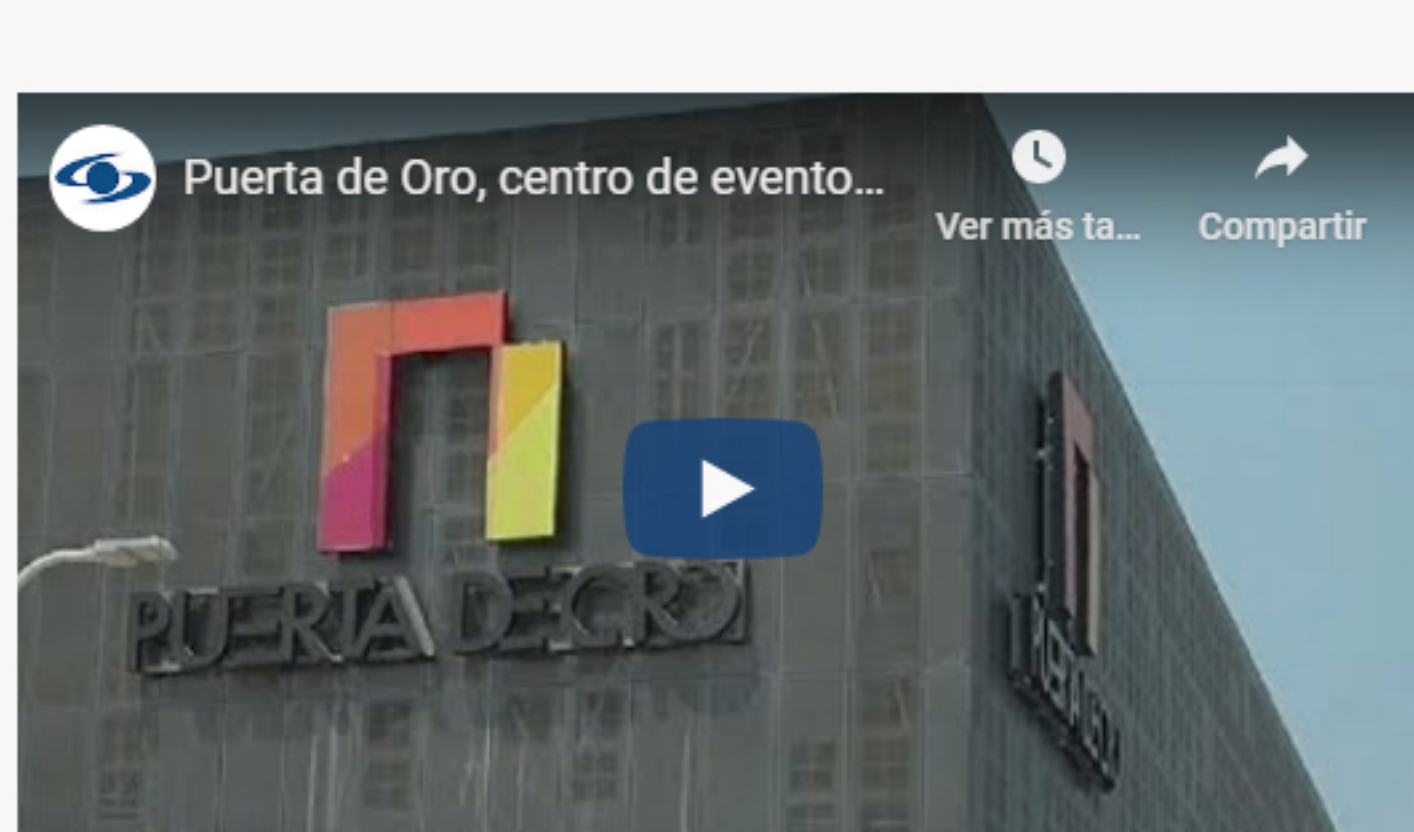 Puerta de Oro, centro de evento...
Ver más ta...
Compartir
PUERTA DE ORO